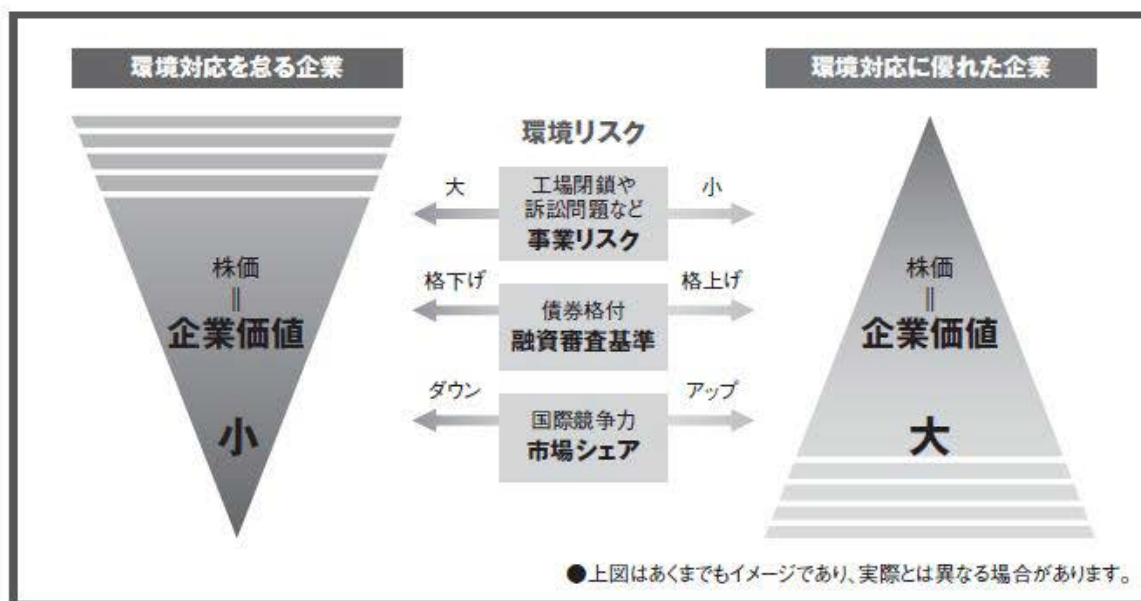 環境対応を怠る企業
環境対応に優れた企業
環境リスク
大
工場閉鎖や
訴訟問題など
事業リスク
小
株価
||
企業価値
小
格下げ
債券格付
融資審査基準
格上げ
ダウン
国際競争力
市場シェア
アップ
株価
||
企業価値
大
●上図はあくまでもイメージであり、実際とは異なる場合があります。